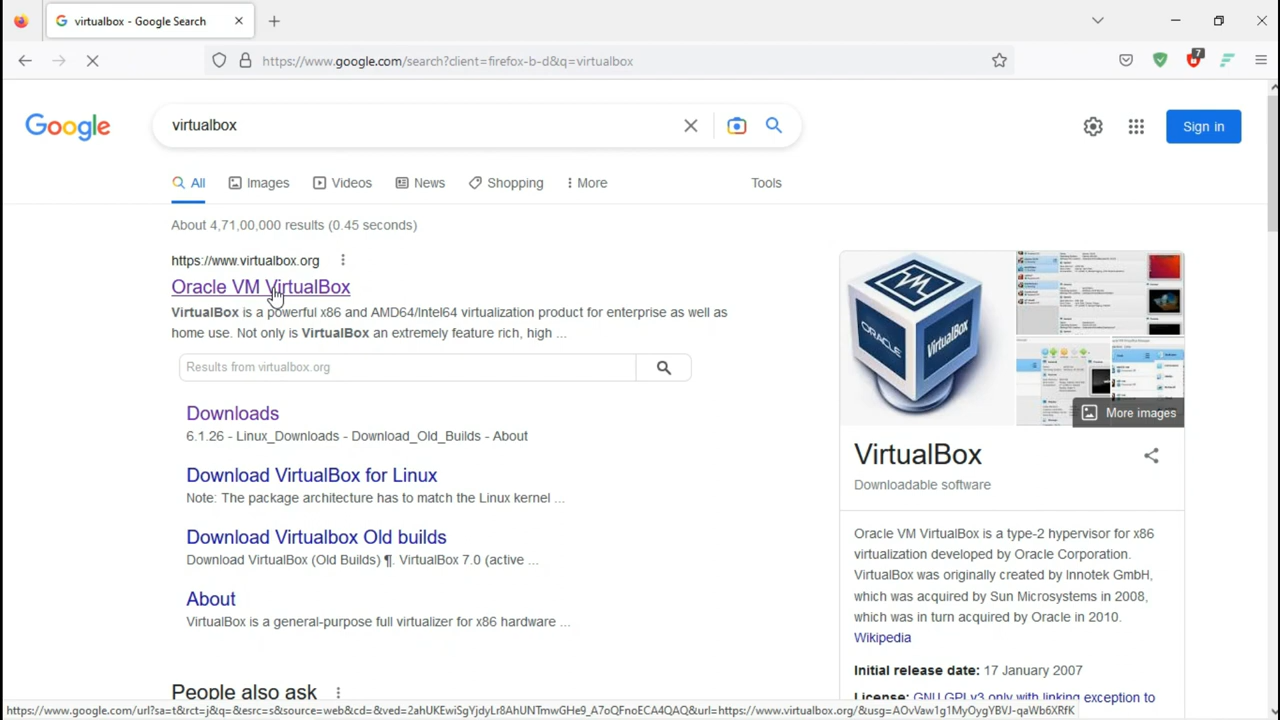 virtualbox - Google Search
https://www.google.com/search?client=firefox-b-d&q=virtualbox
7
Google
virtualbox
Sign in
All
Images
Videos
News
Shopping
More
Tools
About 4,71,00,000 results (0.45 seconds)
https://www.virtualbox.org
Oracle VM VirtualBox
VirtualBox is a powerful x86 and AMD64/Intel64 virtualization product for enterprise as well as
home use. Not only is VirtualBox an extremely feature rich, high ...
Results from virtualbox.org
Downloads
6.1.26 - Linux_Downloads - Download_Old_Builds - About
Download VirtualBox for Linux
Note: The package architecture has to match the Linux kernel ...
Download Virtualbox Old builds
Download VirtualBox (Old Builds) ¶. VirtualBox 7.0 (active ...
About
VirtualBox is a general-purpose full virtualizer for x86 hardware ...
People also ask
ORACLE
VirtualBox
More images
VirtualBox
Downloadable software
Oracle VM VirtualBox is a type-2 hypervisor for x86
virtualization developed by Oracle Corporation.
VirtualBox was originally created by Innotek GmbH,
which was acquired by Sun Microsystems in 2008,
which was in turn acquired by Oracle in 2010.
Wikipedia
Initial release date: 17 January 2007
License: GNU GPLv3 only with linking exception to
https://www.google.com/url?sa=t&rct=j&q=&esrc=s&source=web&cd=&ved=2ahUKEwiSgYjdyLr8AhUNTmwGHe9_A7oQFnoECA4QAQ&url=https://www.virtualbox.org/&usg=AOvVaw1g1MyOygYBVJ-qaWb6XRfK